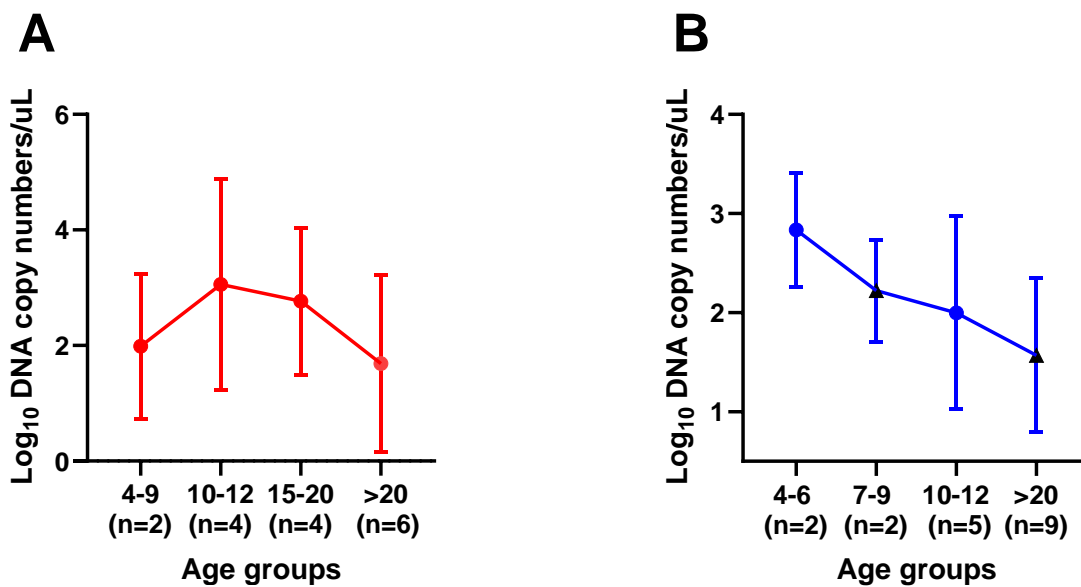 A
Log₁₀ DNA copy numbers/uL
6
4
2
0
4-9 10-12 15-20 >20
(n=2) (n=4) (n=4) (n=6)
Age groups
B
Log₁₀ DNA copy numbers/uL
4
3
2
1
4-6 7-9 10-12 >20
(n=2) (n=2) (n=5) (n=9)
Age groups